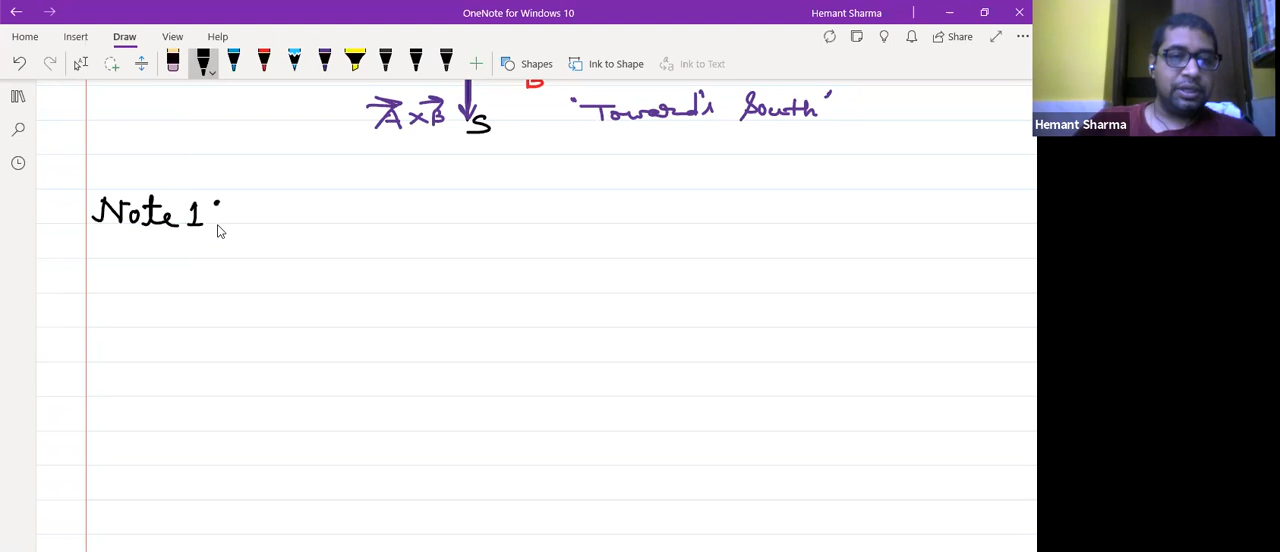 OneNote for Windows 10
Hemant Sharma
Home Insert Draw View Help
Share
Shapes Ink to Shape Ink to Text
B
A × B S 'Toward's South'
Note 1 :
Hemant Sharma